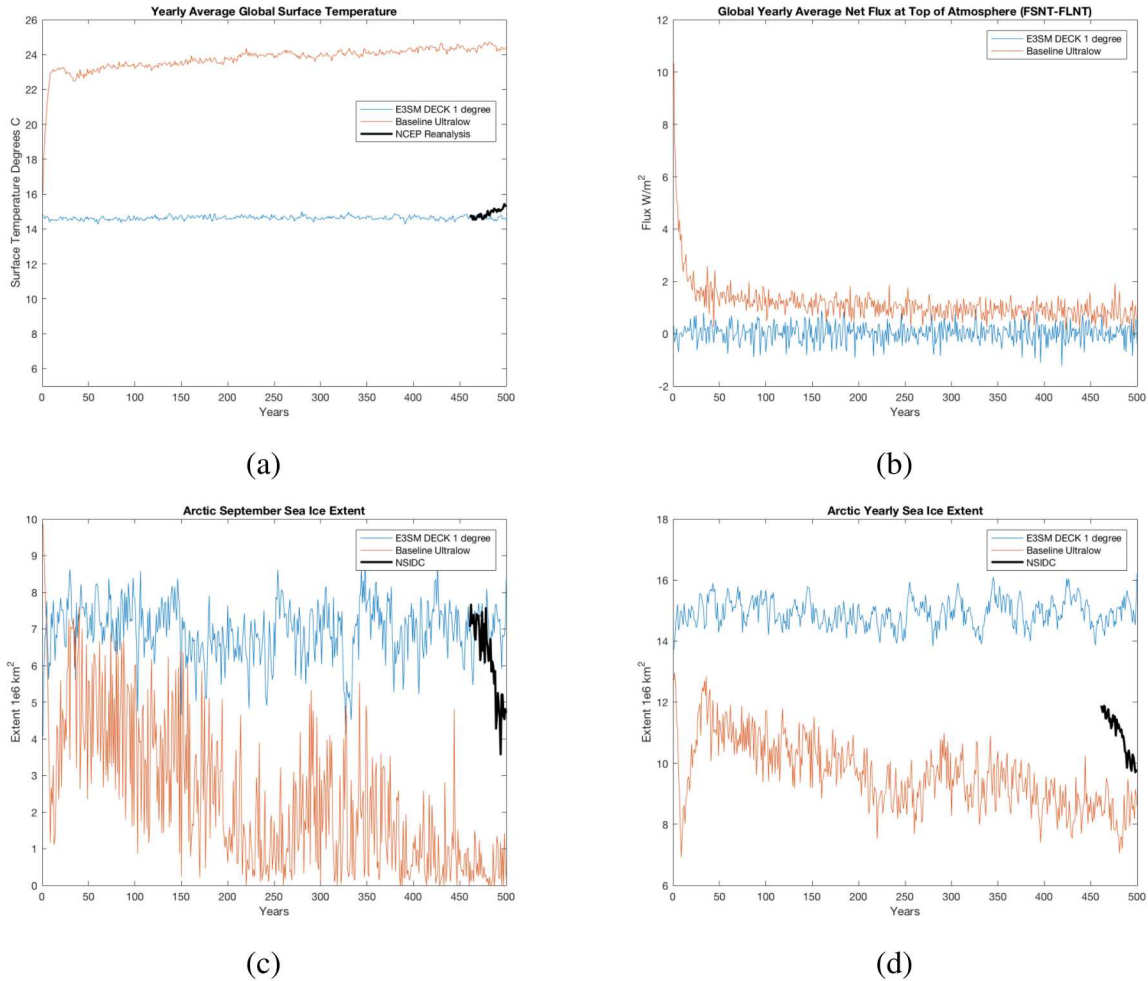 Yearly Average Global Surface Temperature
26
24
22
20
18
16
14
12
10
8
6
Surface Temperature Degrees C
E3SM DECK 1 degree
Baseline Ultralow
NCEP Reanalysis
0 50 100 150 200 250 300 350 400 450 500
Years
(a)
Global Yearly Average Net Flux at Top of Atmosphere (FSNT-FLNT)
12
10
8
6
4
2
0
-2
Flux W/m2
E3SM DECK 1 degree
Baseline Ultralow
0 50 100 150 200 250 300 350 400 450 500
Years
(b)
Arctic September Sea Ice Extent
10
9
8
7
6
5
4
3
2
1
0
Extent 1e6 km2
E3SM DECK 1 degree
Baseline Ultralow
NSIDC
0 50 100 150 200 250 300 350 400 450 500
Years
(c)
Arctic Yearly Sea Ice Extent
18
16
14
12
10
8
6
Extent 1e6 km2
E3SM DECK 1 degree
Baseline Ultralow
NSIDC
0 50 100 150 200 250 300 350 400 450 500
Years
(d)